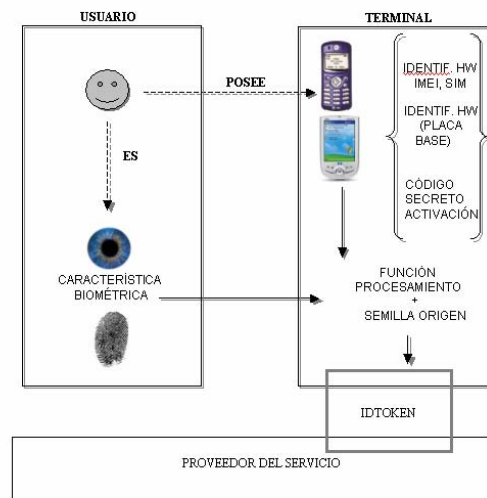 USUARIO
TERMINAL
POSEE
ES
IDENTIF. HW
IMEI, SIM
IDENTIF. HW
(PLACA
BASE)
CÓDIGO
SECRETO
ACTIVACIÓN
CARACTERÍSTICA
BIOMÉTRICA
FUNCIÓN
PROCESAMIENTO
+
SEMILLA ORIGEN
IDTOKEN
PROVEEDOR DEL SERVICIO